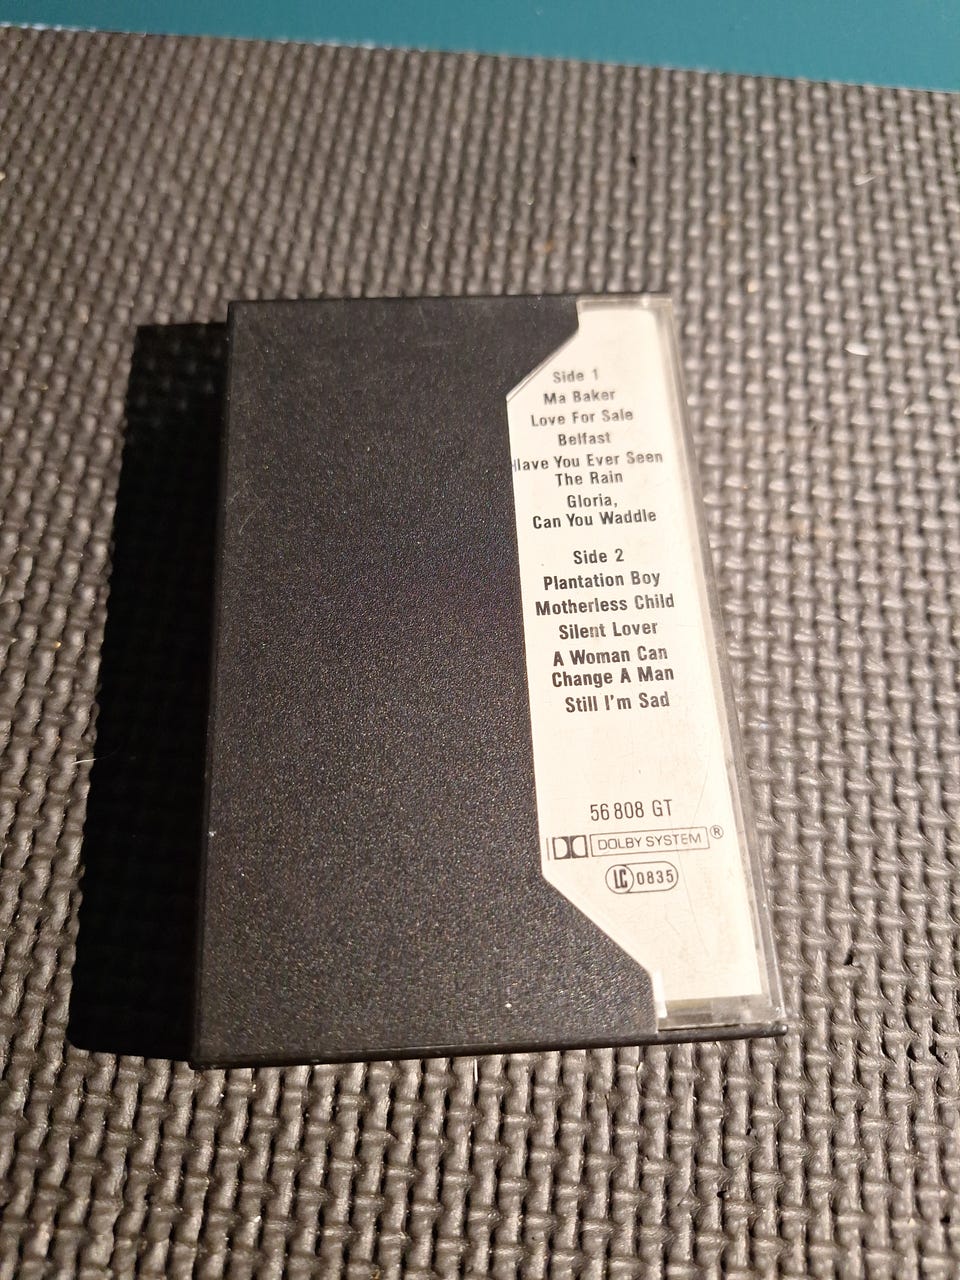 Side 1
Ma Baker
Love For Sale
Belfast
Have You Ever Seen
The Rain
Gloria,
Can You Waddle
Side 2
Plantation Boy
Motherless Child
Silent Lover
A Woman Can
Change A Man
Still I'm Sad
56 808 GT
DOLBY SYSTEM ®
LC 0835